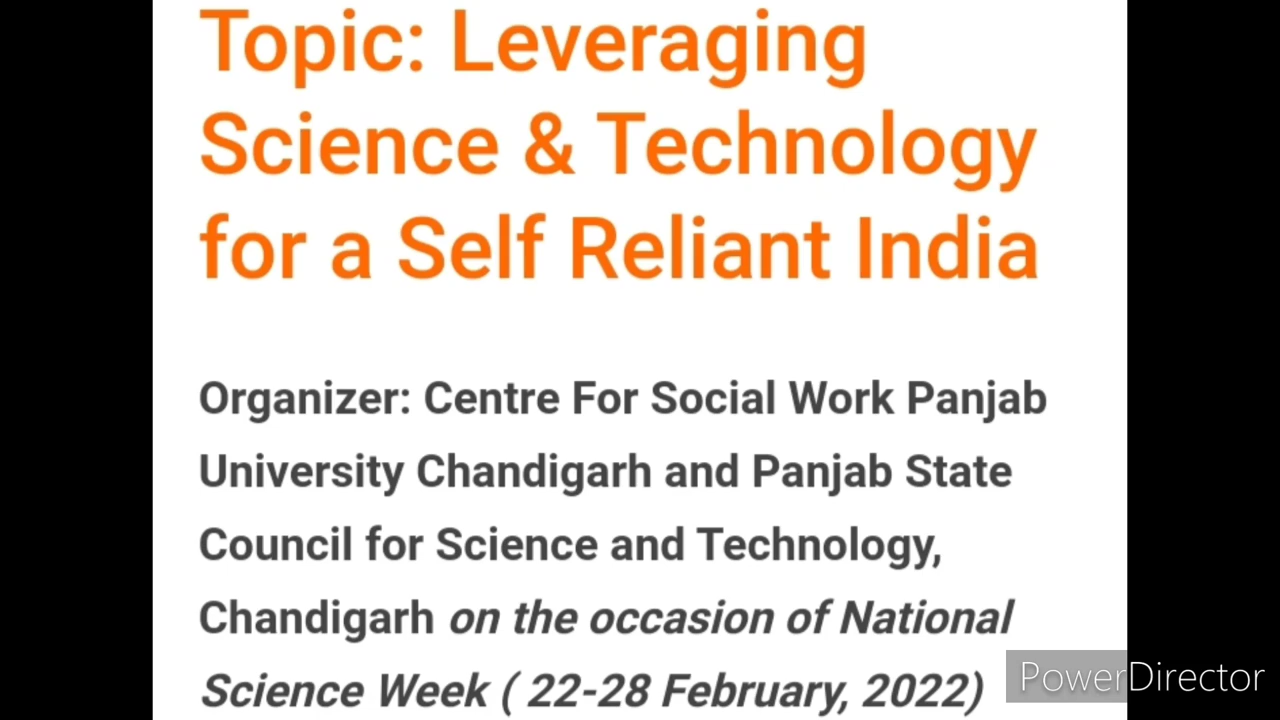 Topic: Leveraging
Science & Technology
for a Self Reliant India
Organizer: Centre For Social Work Panjab
University Chandigarh and Panjab State
Council for Science and Technology,
Chandigarh on the occasion of National
Science Week ( 22-28 February, 2022)
PowerDirector